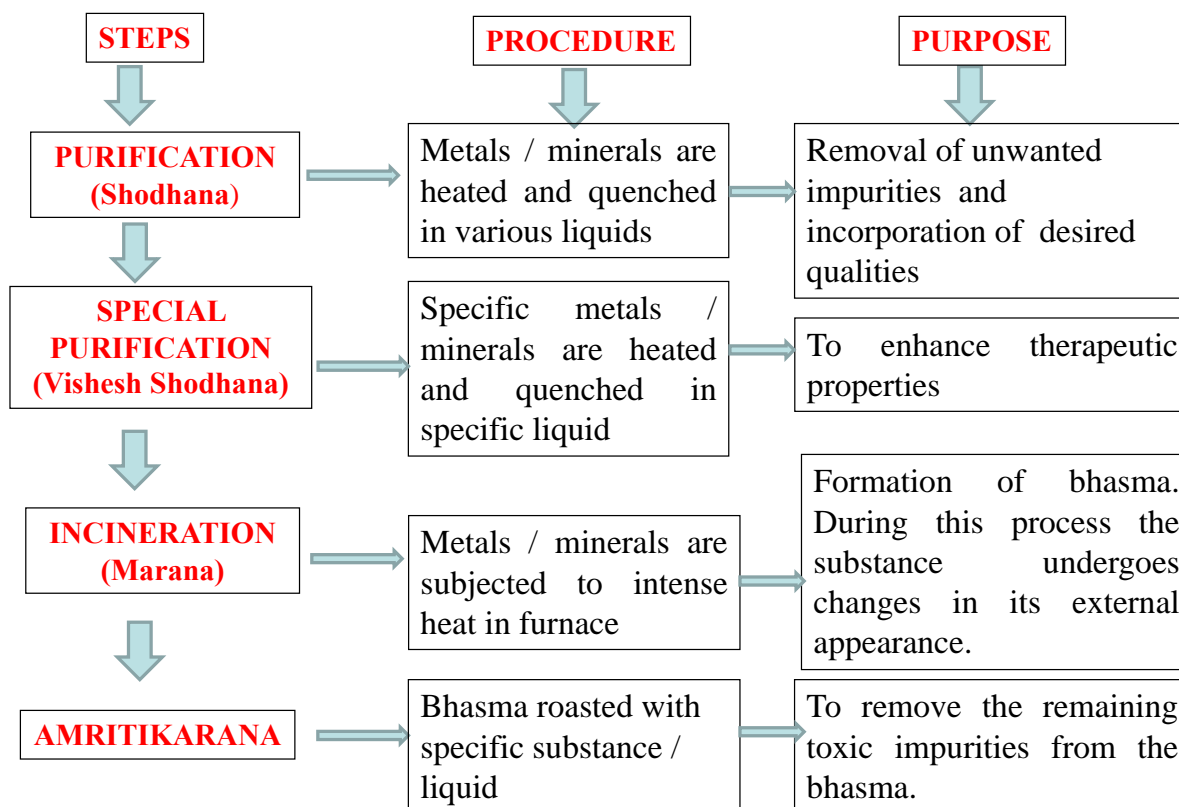 STEPS
PROCEDURE
PURPOSE
PURIFICATION
(Shodhana)
Metals / minerals are
heated and quenched
in various liquids
Removal of unwanted
impurities and
incorporation of desired
qualities
SPECIAL
PURIFICATION
(Vishesh Shodhana)
Specific metals /
minerals are heated
and quenched in
specific liquid
To enhance therapeutic
properties
INCINERATION
(Marana)
Metals / minerals are
subjected to intense
heat in furnace
Formation of bhasma.
During this process the
substance undergoes
changes in its external
appearance.
AMRITIKARANA
Bhasma roasted with
specific substance /
liquid
To remove the remaining
toxic impurities from the
bhasma.